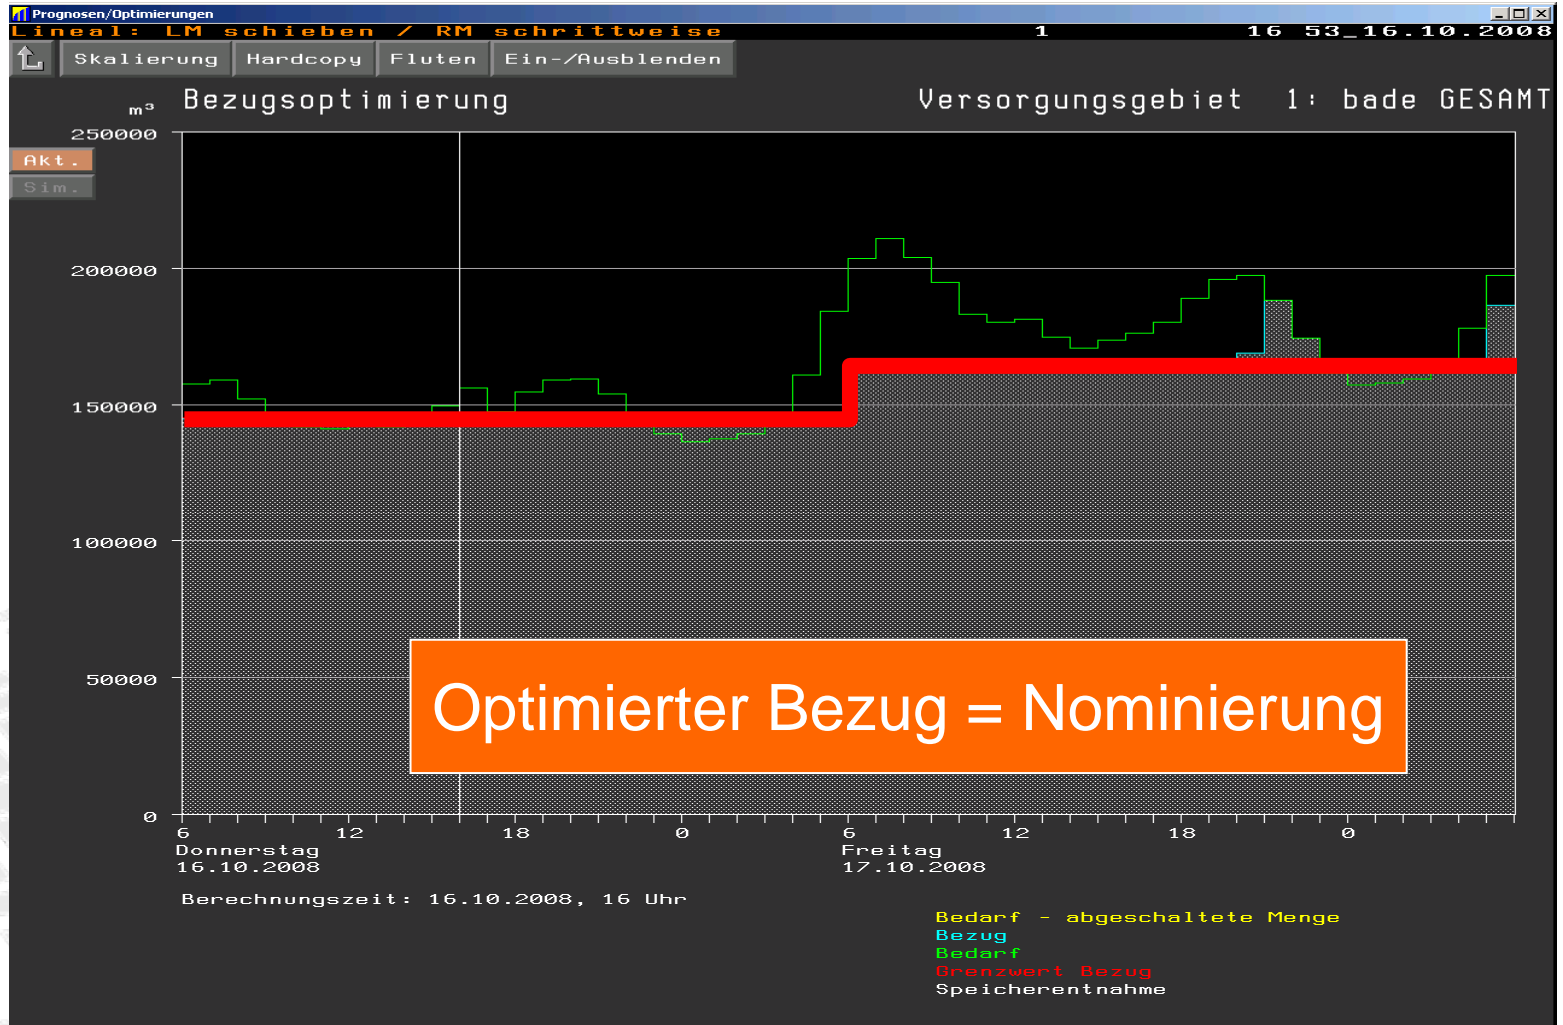 Prognosen/Optimierungen
Lineal: LM schieben / RM schrittweise 1 16 53_16.10.2008
Skalierung Hardcopy Fluten Ein-/Ausblenden
m³ Bezugsoptimierung Versorgungsgebiet 1: bade GESAMT
250000
Akt.
Sim.
200000
150000
100000
50000
Optimierter Bezug = Nominierung
0
6 12 18 0 6 12 18 0
Donnerstag Freitag
16.10.2008 17.10.2008
Berechnungszeit: 16.10.2008, 16 Uhr
Bedarf - abgeschaltete Menge
Bezug
Bedarf
Grenzwert Bezug
Speicherentnahme